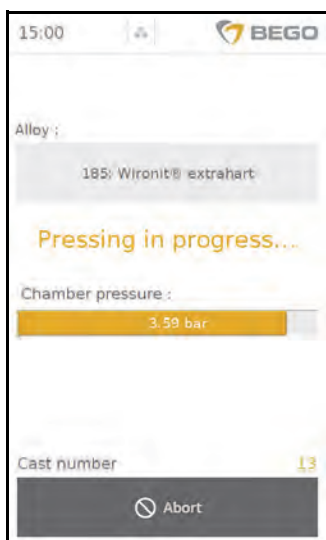 15:00 BEGO
Alloy :
185: Wironit® extrahart
Pressing in progress...
Chamber pressure :
3.59 bar
Cast number 13
Abort